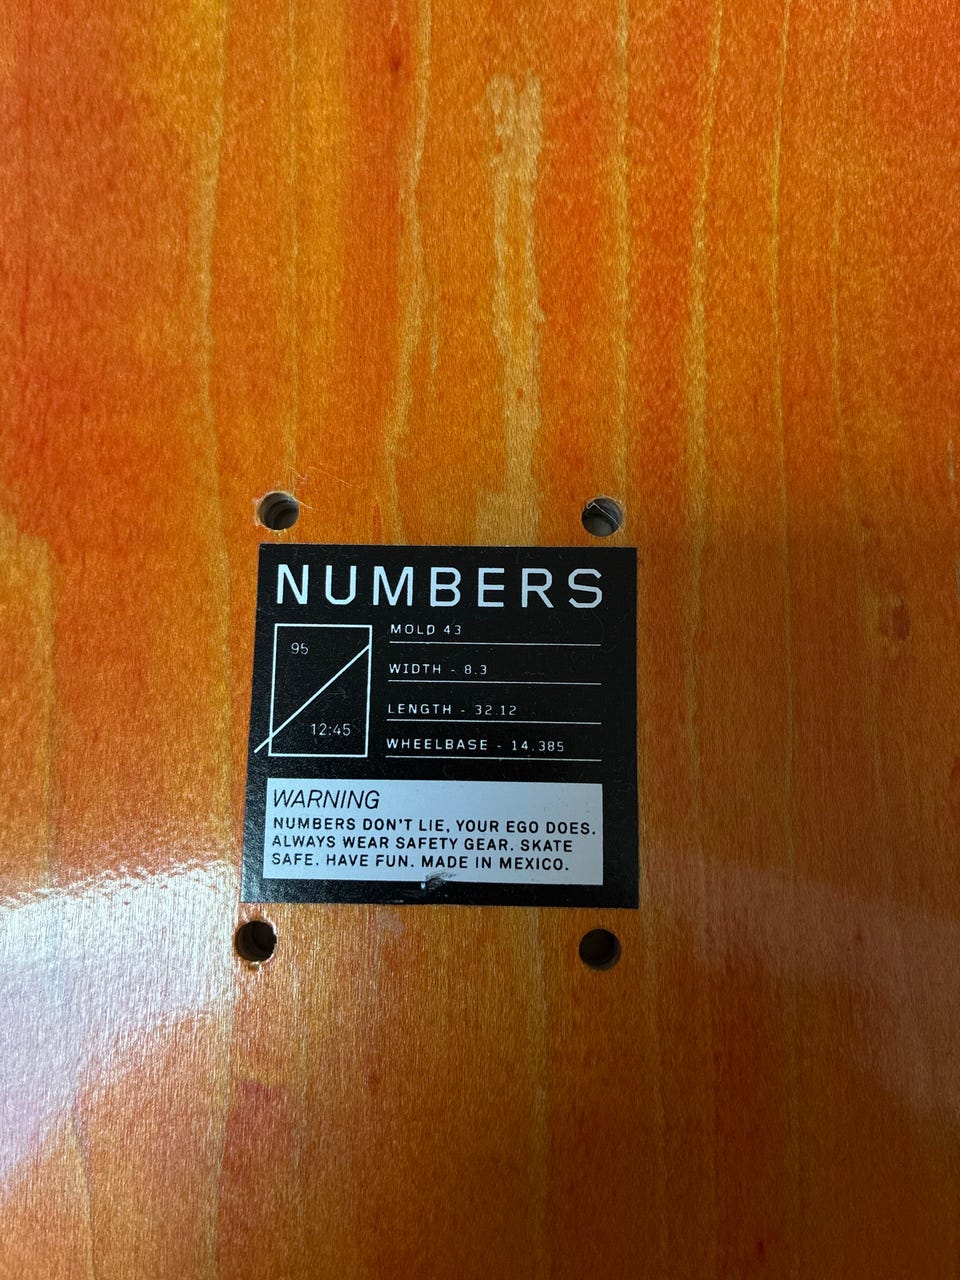 NUMBERS
95
12:45
MOLD 43
WIDTH - 8.3
LENGTH - 32.12
WHEELBASE - 14.385
WARNING
NUMBERS DON'T LIE, YOUR EGO DOES.
ALWAYS WEAR SAFETY GEAR. SKATE
SAFE. HAVE FUN. MADE IN MEXICO.